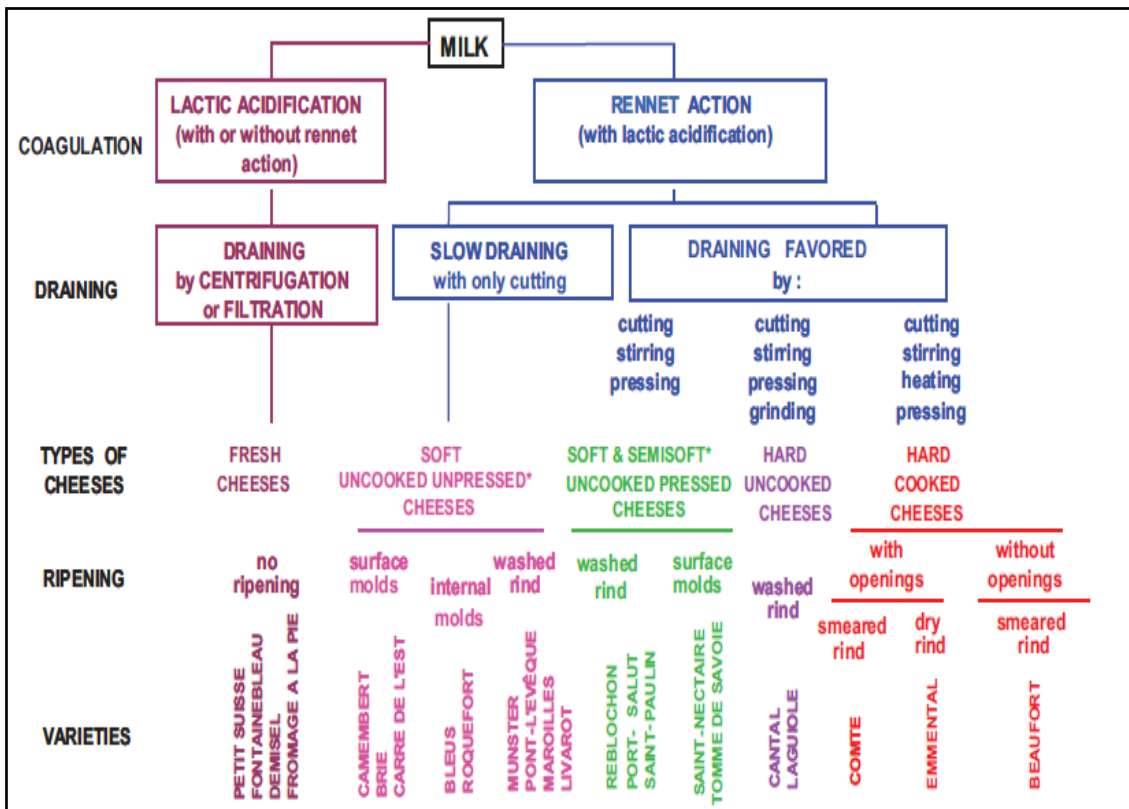 MILK
LACTIC ACIDIFICATION
(with or without rennet
action)
RENNET ACTION
(with lactic acidification)
COAGULATION
DRAINING
by CENTRIFUGATION
or FILTRATION
SLOW DRAINING
with only cutting
DRAINING FAVORED
by :
DRAINING
cutting
stirring
pressing
cutting
stirring
pressing
grinding
cutting
stirring
heating
pressing
TYPES OF
CHEESES
FRESH
CHEESES
SOFT
UNCOOKED UNPRESSED*
CHEESES
SOFT & SEMISOFT*
UNCOOKED PRESSED
CHEESES
HARD
UNCOOKED
CHEESES
HARD
COOKED
CHEESES
RIPENING
no
ripening
surface
molds
internal
molds
washed
rind
washed
rind
surface
molds
washed
rind
with
openings
without
openings
smeared
rind
dry
rind
smeared
rind
VARIETIES
PETIT SUISSE
FONTAINEBLEAU
DEMISEL
FROMAGE A LA PIE
CAMEMBERT
BRIE
CARRE DE L'EST
BLEUS
ROQUEFORT
MUNSTER
PONT-L'EVÊQUE
MAROILLES
LIVAROT
REBLOCHON
PORT- SALUT
SAINT-PAULIN
SAINT-NECTAIRE
TOMME DE SAVOIE
CANTAL
LAGUIOLE
COMTE
EMMENTAL
BEAUFORT